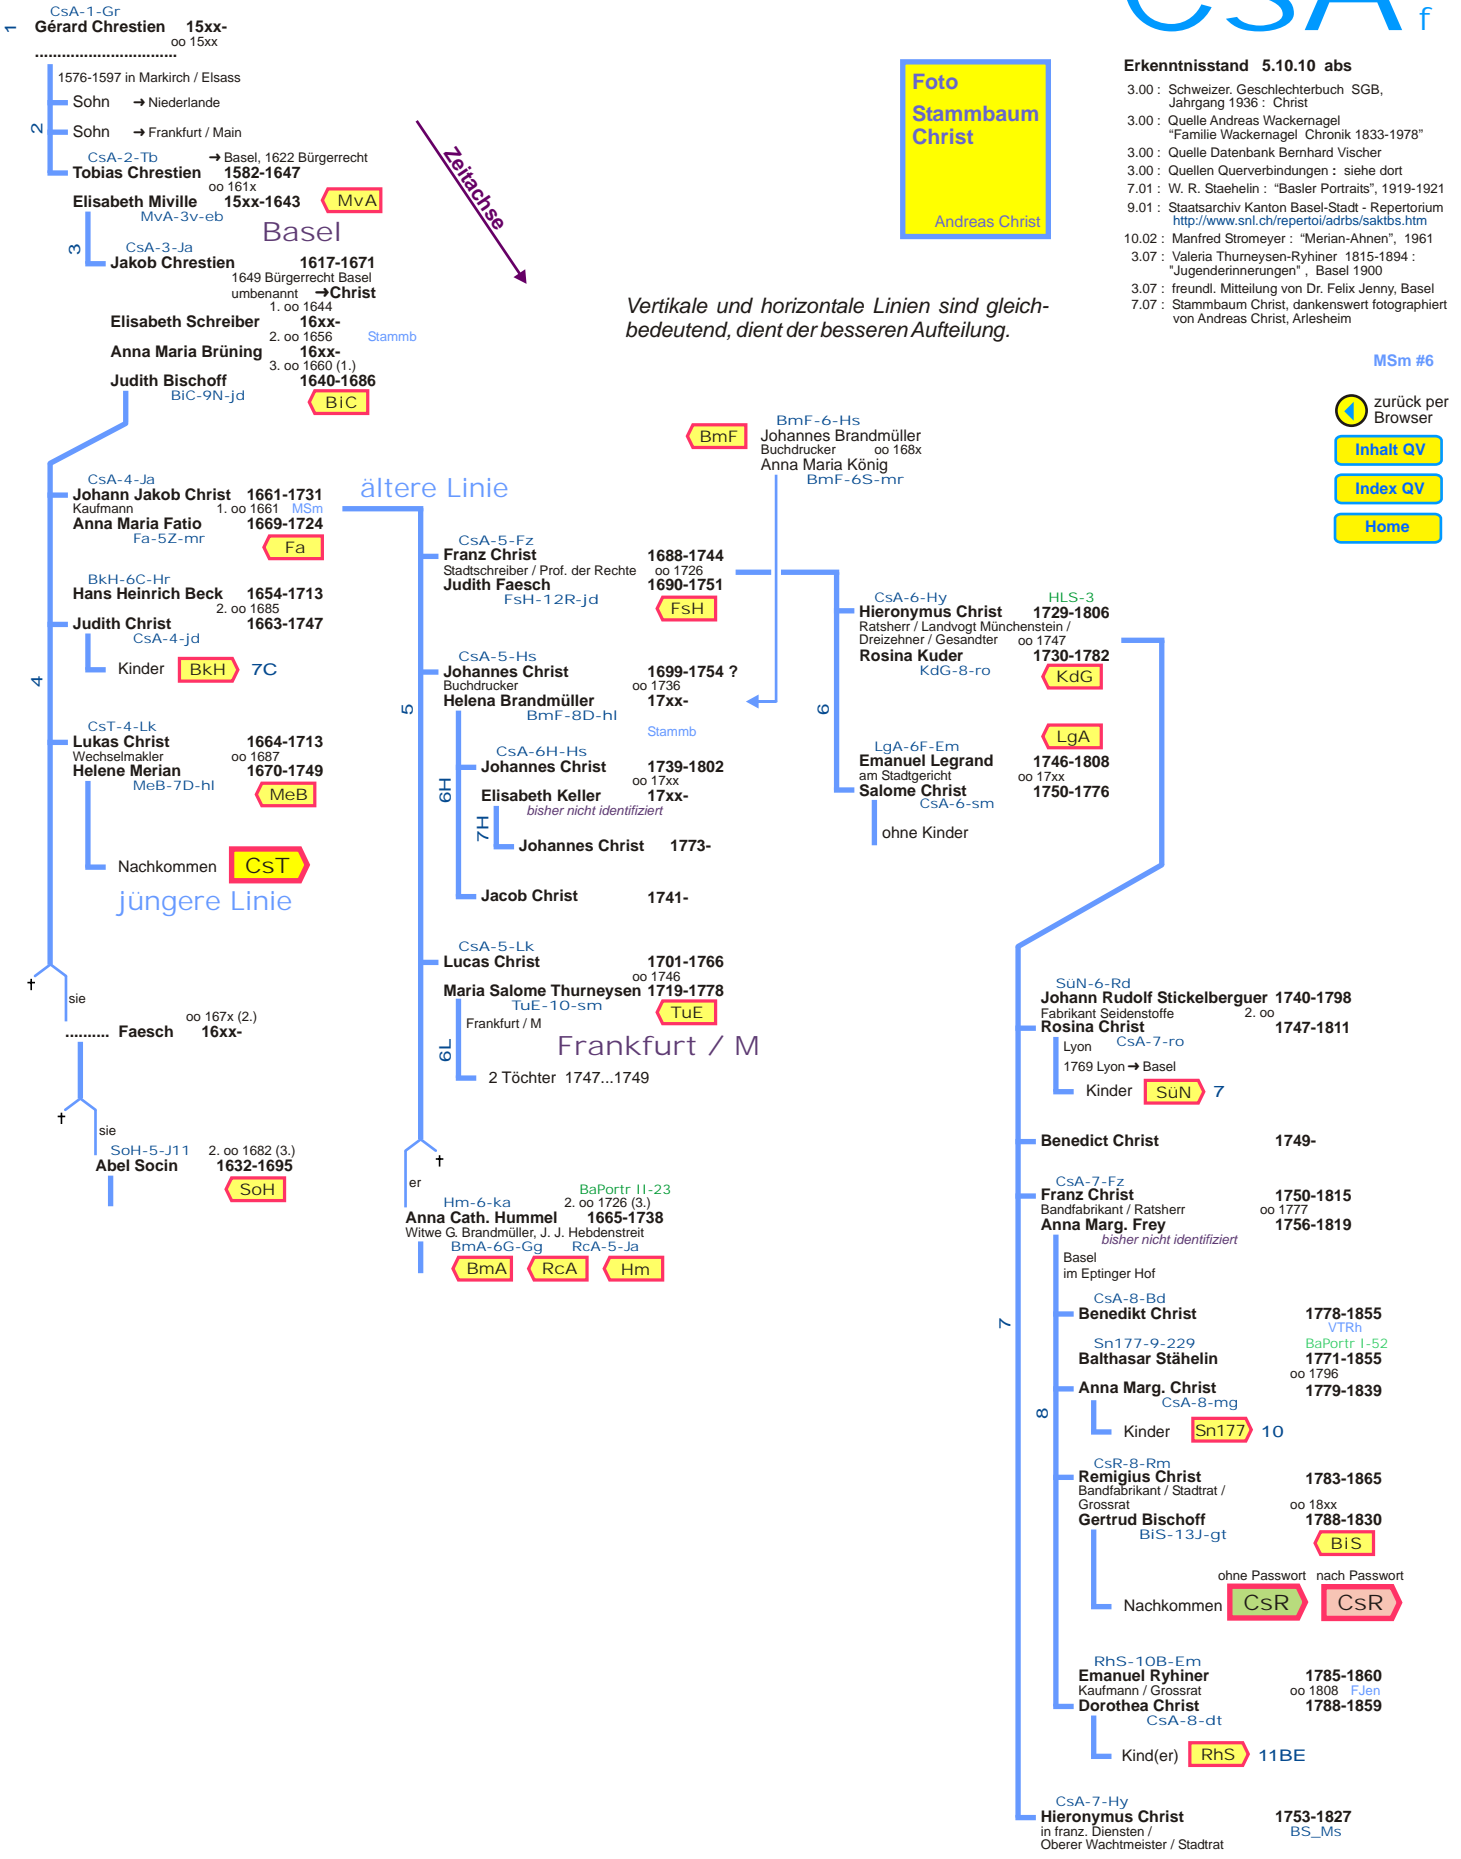 CsA f
CsA-1-Gr
1
Gérard Chrestien 15xx-
oo 15xx
.................................
1576-1597 in Markirch / Elsass
2
Sohn → Niederlande
Sohn → Frankfurt / Main
CsA-2-Tb → Basel, 1622 Bürgerrecht
Tobias Chrestien 1582-1647
oo 161x
Elisabeth Miville 15xx-1643 MvA
MvA-3v-eb
Basel
3
CsA-3-Ja
Jakob Chrestien 1617-1671
1649 Bürgerrecht Basel
umbenannt →Christ
1. oo 1644
Elisabeth Schreiber 16xx-
2. oo 1656 Stammb
Anna Maria Brüning 16xx-
3. oo 1660 (1.)
Judith Bischoff 1640-1686
BiC-9N-jd BiC
Zeitachse
Foto
Stammbaum
Christ
Andreas Christ
Vertikale und horizontale Linien sind gleich-
bedeutend, dient der besseren Aufteilung.
Erkenntnisstand 5.10.10 abs
3.00 : Schweizer. Geschlechterbuch SGB,
Jahrgang 1936 : Christ
3.00 : Quelle Andreas Wackernagel
“Familie Wackernagel Chronik 1833-1978”
3.00 : Quelle Datenbank Bernhard Vischer
3.00 : Quellen Querverbindungen : siehe dort
7.01 : W. R. Staehelin : “Basler Portraits”, 1919-1921
9.01 : Staatsarchiv Kanton Basel-Stadt - Repertorium
http://www.snl.ch/repertoi/adrbs/saktbs.htm
10.02 : Manfred Stromeyer : “Merian-Ahnen”, 1961
3.07 : Valeria Thurneysen-Ryhiner 1815-1894 :
"Jugenderinnerungen" , Basel 1900
3.07 : freundl. Mitteilung von Dr. Felix Jenny, Basel
7.07 : Stammbaum Christ, dankenswert fotographiert
von Andreas Christ, Arlesheim
MSm #6
zurück per
Browser
Inhalt QV
Index QV
Home
4
CsA-4-Ja
Johann Jakob Christ 1661-1731
Kaufmann 1. oo 1661 MSm
Anna Maria Fatio 1669-1724
Fa-5Z-mr Fa
BkH-6C-Hr
Hans Heinrich Beck 1654-1713
2. oo 1685
Judith Christ 1663-1747
CsA-4-jd
Kinder BkH 7C
CsT-4-Lk
Lukas Christ 1664-1713
Wechselmakler oo 1687
Helene Merian 1670-1749
MeB-7D-hl MeB
Nachkommen CsT
jüngere Linie
†
sie
oo 167x (2.)
.......... Faesch 16xx-
†
sie
SoH-5-J11 2. oo 1682 (3.)
Abel Socin 1632-1695
SoH
ältere Linie
5
CsA-5-Fz
Franz Christ 1688-1744
Stadtschreiber / Prof. der Rechte oo 1726
Judith Faesch 1690-1751
FsH-12R-jd FsH
BmF BmF-6-Hs
Johannes Brandmüller
Buchdrucker oo 168x
Anna Maria König
BmF-6S-mr
CsA-5-Hs
Johannes Christ 1699-1754 ?
Buchdrucker oo 1736
Helena Brandmüller 17xx-
BmF-8D-hl
Stammb
6H
CsA-6H-Hs
Johannes Christ 1739-1802
oo 17xx
Elisabeth Keller 17xx-
bisher nicht identifiziert
7H
Johannes Christ 1773-
Jacob Christ 1741-
CsA-5-Lk
Lucas Christ 1701-1766
oo 1746
Maria Salome Thurneysen 1719-1778
TuE-10-sm TuE
Frankfurt / M
Frankfurt / M
6L
2 Töchter 1747...1749
†
er
BaPortr II-23
Hm-6-ka 2. oo 1726 (3.)
Anna Cath. Hummel 1665-1738
Witwe G. Brandmüller, J. J. Hebdenstreit
BmA-6G-Gg RcA-5-Ja
BmA RcA Hm
6
CsA-6-Hy HLS-3
Hieronymus Christ 1729-1806
Ratsherr / Landvogt Münchenstein /
Dreizehner / Gesandter oo 1747
Rosina Kuder 1730-1782
KdG-8-ro KdG
LgA
LgA-6F-Em
Emanuel Legrand 1746-1808
am Stadtgericht oo 17xx
Salome Christ 1750-1776
CsA-6-sm
ohne Kinder
7
SüN-6-Rd
Johann Rudolf Stickelberguer 1740-1798
Fabrikant Seidenstoffe 2. oo
Rosina Christ 1747-1811
Lyon CsA-7-ro
1769 Lyon → Basel
Kinder SüN 7
Benedict Christ 1749-
CsA-7-Fz
Franz Christ 1750-1815
Bandfabrikant / Ratsherr oo 1777
Anna Marg. Frey 1756-1819
bisher nicht identifiziert
Basel
im Eptinger Hof
8
CsA-8-Bd
Benedikt Christ 1778-1855
VTRh
Sn177-9-229 BaPortr I-52
Balthasar Stähelin 1771-1855
oo 1796
Anna Marg. Christ 1779-1839
CsA-8-mg
Kinder Sn177 10
CsR-8-Rm
Remigius Christ 1783-1865
Bandfabrikant / Stadtrat /
Grossrat oo 18xx
Gertrud Bischoff 1788-1830
BiS-13J-gt BiS
ohne Passwort nach Passwort
Nachkommen CsR CsR
RhS-10B-Em
Emanuel Ryhiner 1785-1860
Kaufmann / Grossrat oo 1808 FJen
Dorothea Christ 1788-1859
CsA-8-dt
Kind(er) RhS 11BE
CsA-7-Hy
Hieronymus Christ 1753-1827
in franz. Diensten / BS_Ms
Oberer Wachtmeister / Stadtrat